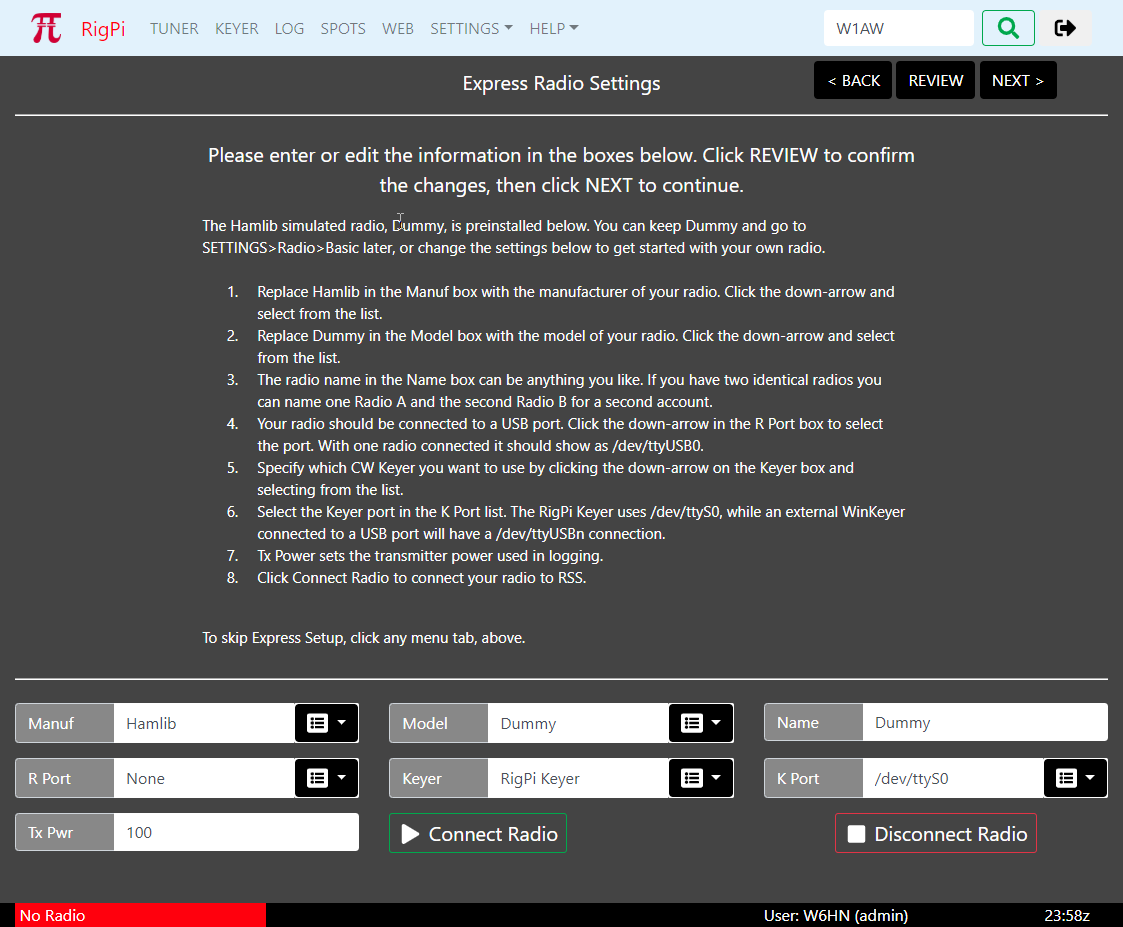 RigPi TUNER KEYER LOG SPOTS WEB SETTINGS HELP W1AW
Express Radio Settings < BACK REVIEW NEXT >
Please enter or edit the information in the boxes below. Click REVIEW to confirm
the changes, then click NEXT to continue.
The Hamlib simulated radio, Dummy, is preinstalled below. You can keep Dummy and go to
SETTINGS>Radio>Basic later, or change the settings below to get started with your own radio.
1. Replace Hamlib in the Manuf box with the manufacturer of your radio. Click the down-arrow and
select from the list.
2. Replace Dummy in the Model box with the model of your radio. Click the down-arrow and select
from the list.
3. The radio name in the Name box can be anything you like. If you have two identical radios you
can name one Radio A and the second Radio B for a second account.
4. Your radio should be connected to a USB port. Click the down-arrow in the R Port box to select
the port. With one radio connected it should show as /dev/ttyUSB0.
5. Specify which CW Keyer you want to use by clicking the down-arrow on the Keyer box and
selecting from the list.
6. Select the Keyer port in the K Port list. The RigPi Keyer uses /dev/ttyS0, while an external WinKeyer
connected to a USB port will have a /dev/ttyUSBn connection.
7. Tx Power sets the transmitter power used in logging.
8. Click Connect Radio to connect your radio to RSS.
To skip Express Setup, click any menu tab, above.
Manuf Hamlib Model Dummy Name Dummy
R Port None Keyer RigPi Keyer K Port /dev/ttyS0
Tx Pwr 100 Connect Radio Disconnect Radio
No Radio User: W6HN (admin) 23:58z